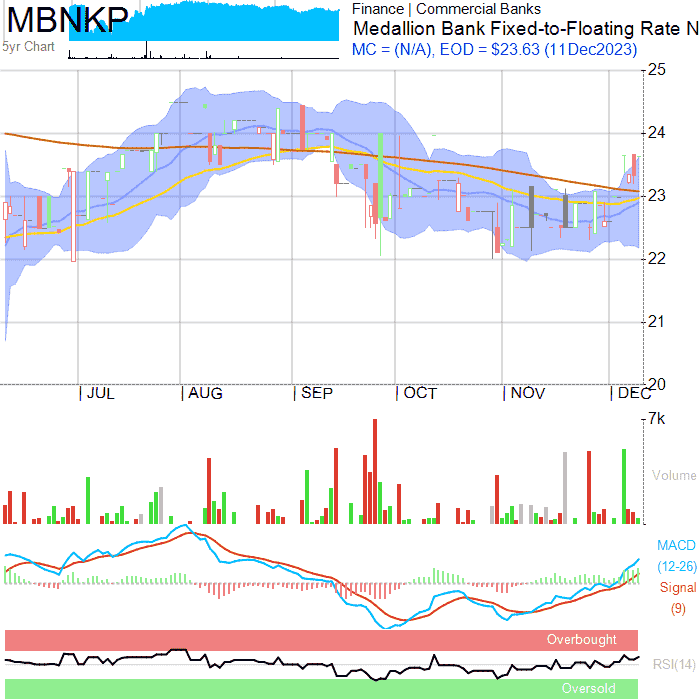 MBNKP
5yr Chart
Finance | Commercial Banks
Medallion Bank Fixed-to-Floating Rate N
MC = (N/A), EOD = $23.63 (11Dec2023)
25
24
23
22
21
20
JUL AUG SEP OCT NOV DEC
7k
Volume
MACD
(12-26)
Signal
(9)
Overbought
RSI(14)
Oversold